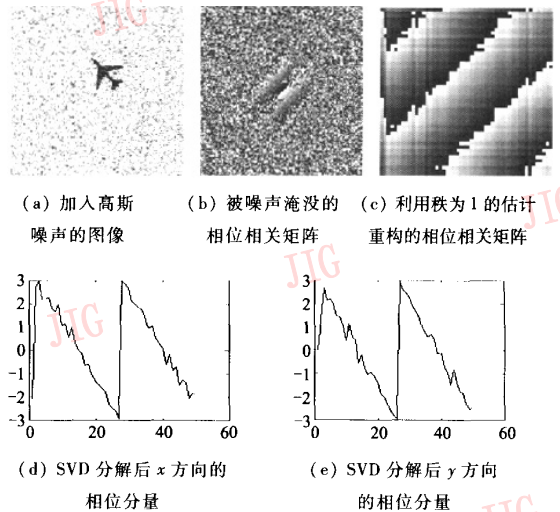 JIG
(a) 加入高斯
噪声的图像
(b) 被噪声淹没的
相位相关矩阵
(c) 利用秩为1的估计
重构的相位相关矩阵
JIG
JIG
3
2
1
0
-1
-2
-3
0 20 40 60
JIG
(d) SVD 分解后 x 方向的
相位分量
3
2
1
0
-1
-2
-3
0 20 40 60
(e) SVD 分解后 y 方向
的相位分量
JIG